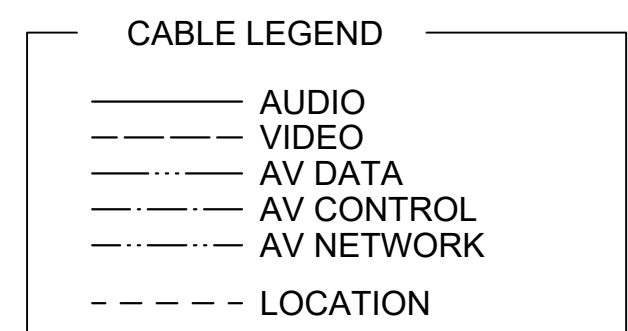 CABLE LEGEND
AUDIO
VIDEO
AV DATA
AV CONTROL
AV NETWORK
LOCATION